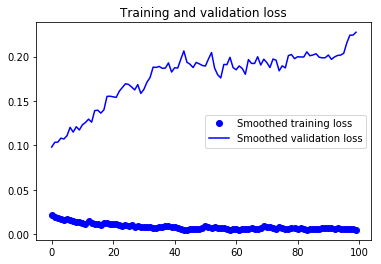 Training and validation loss
0.20
0.15
0.10
0.05
0.00
Smoothed training loss
Smoothed validation loss
0 20 40 60 80 100